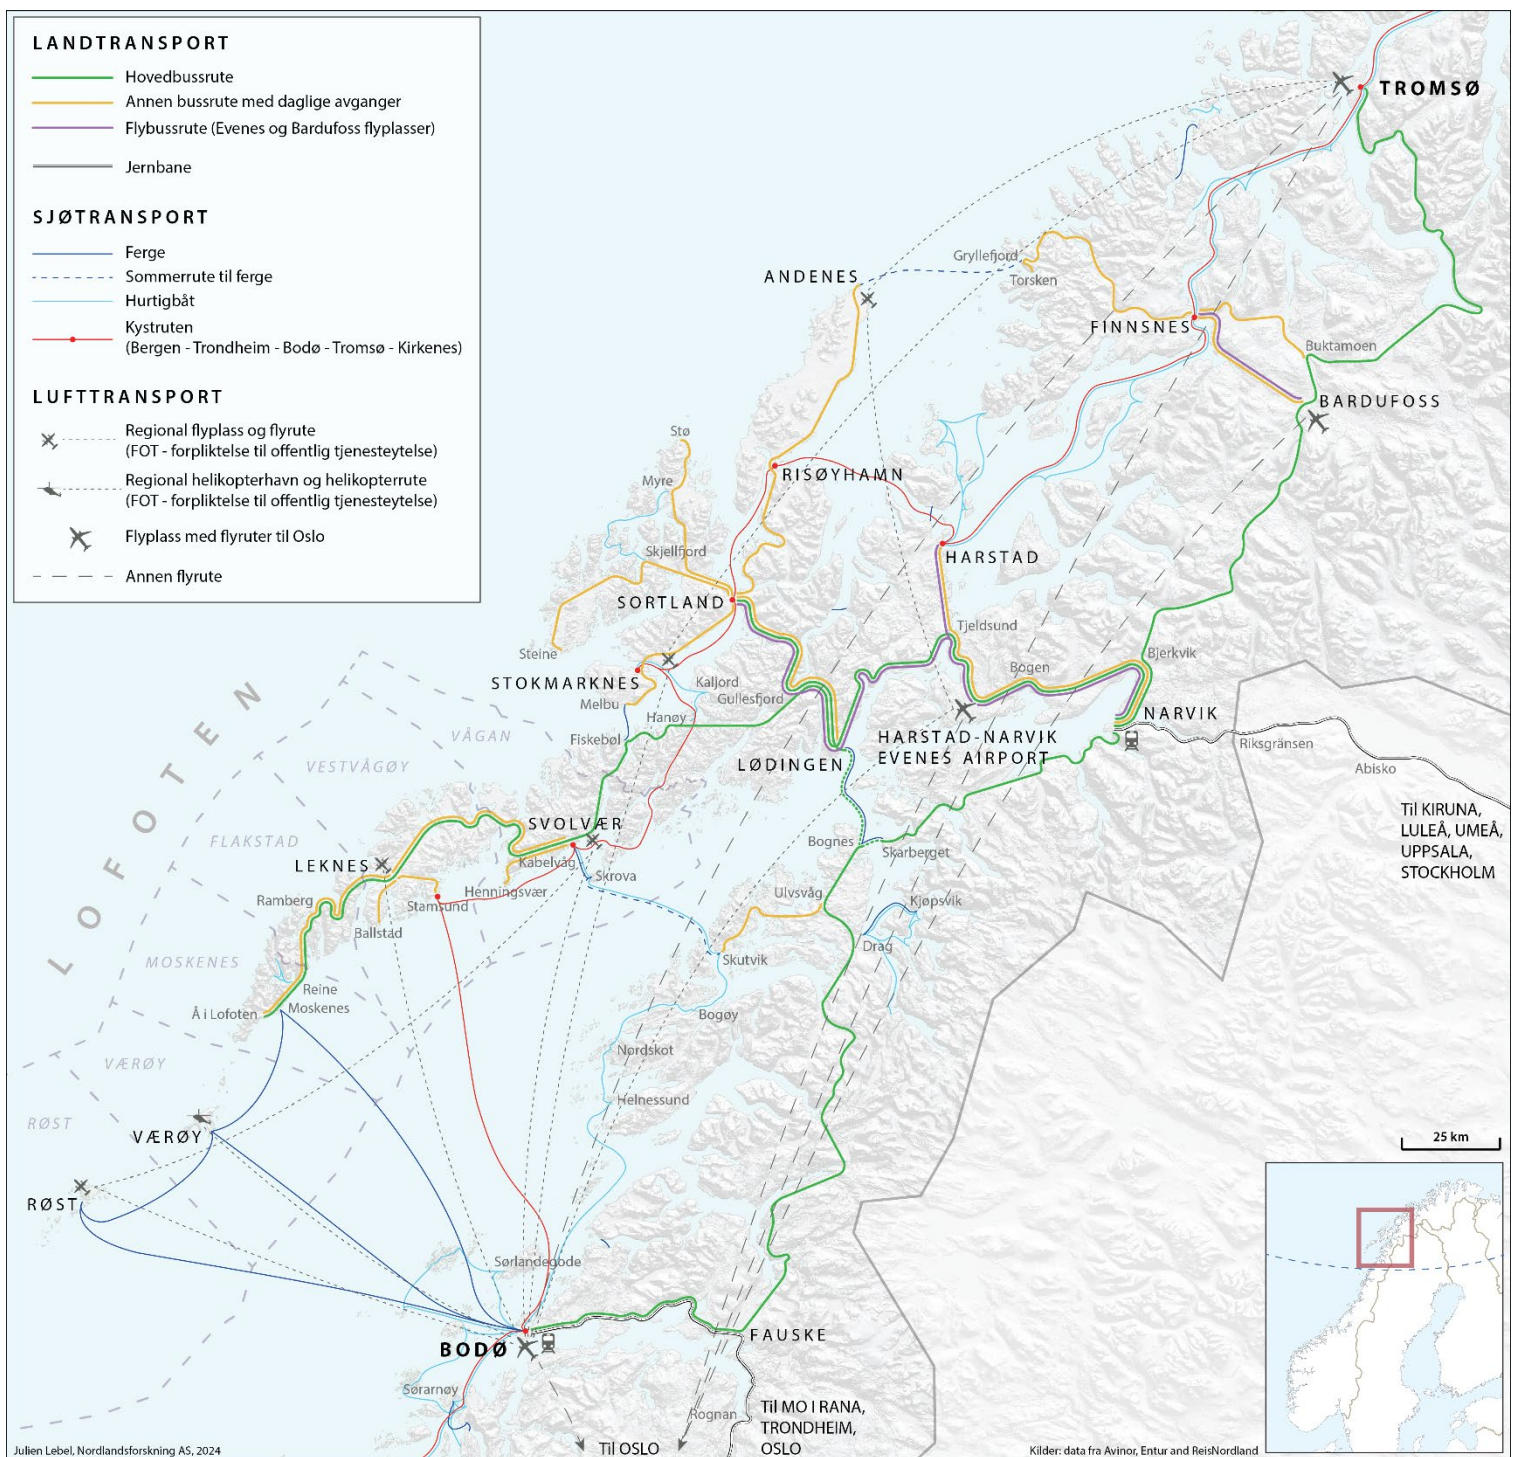 LANDTRANSPORT
Hovedbussrute
Annen bussrute med daglige avganger
Flybussrute (Evenes og Bardufoss flyplasser)
Jernbane
SJØTRANSPORT
Ferge
Sommerrute til ferge
Hurtigbåt
Kystruten
(Bergen - Trondheim - Bodø - Tromsø - Kirkenes)
LUFTTRANSPORT
Regional flyplass og flyrute
(FOT - forpliktelse til offentlig tjenesteytelse)
Regional helikopterhavn og helikopterrute
(FOT - forpliktelse til offentlig tjenesteytelse)
Flyplass med flyruter til Oslo
Annen flyrute
TROMSØ
Gryllefjord
ANDENES
Torsken
FINNSNES
Buktamoen
BARDUFOSS
Stø
RISØYHAMN
Myre
Skjellfjord
HARSTAD
SORTLAND
Tjeldsund
Steine
Bjerkvik
Bogen
STOKMARKNES
Kaljord
Gullesfjord
Melbu
Hanøy
NARVIK
Fiskebøl
HARSTAD-NARVIK
EVENES AIRPORT
Riksgränsen
LØDINGEN
Abisko
LOFOTEN
VÅGAN
VESTVÅGØY
FLAKSTAD
MOSKENES
VÆRØY
RØST
Til KIRUNA,
LULEÅ, UMEÅ,
UPPSALA,
STOCKHOLM
SVOLVÆR
Bognes
Skarberget
LEKNES
Kabelvåg
Skrova
Henningsvær
Ulvsvåg
Kjøpsvik
Ramberg
Stamsund
Ballstad
Drag
Skutvik
Reine
Moskenes
Å i Lofoten
Bogøy
Nordskot
Helnessund
VÆRØY
RØST
25 km
Sørlandegode
BODØ
FAUSKE
Sørarnøy
Rognan
Til MO I RANA,
TRONDHEIM,
OSLO
Til OSLO
Julien Lebel, Nordlandsforskning AS, 2024
Kilder: data fra Avinor, Entur and ReisNordland